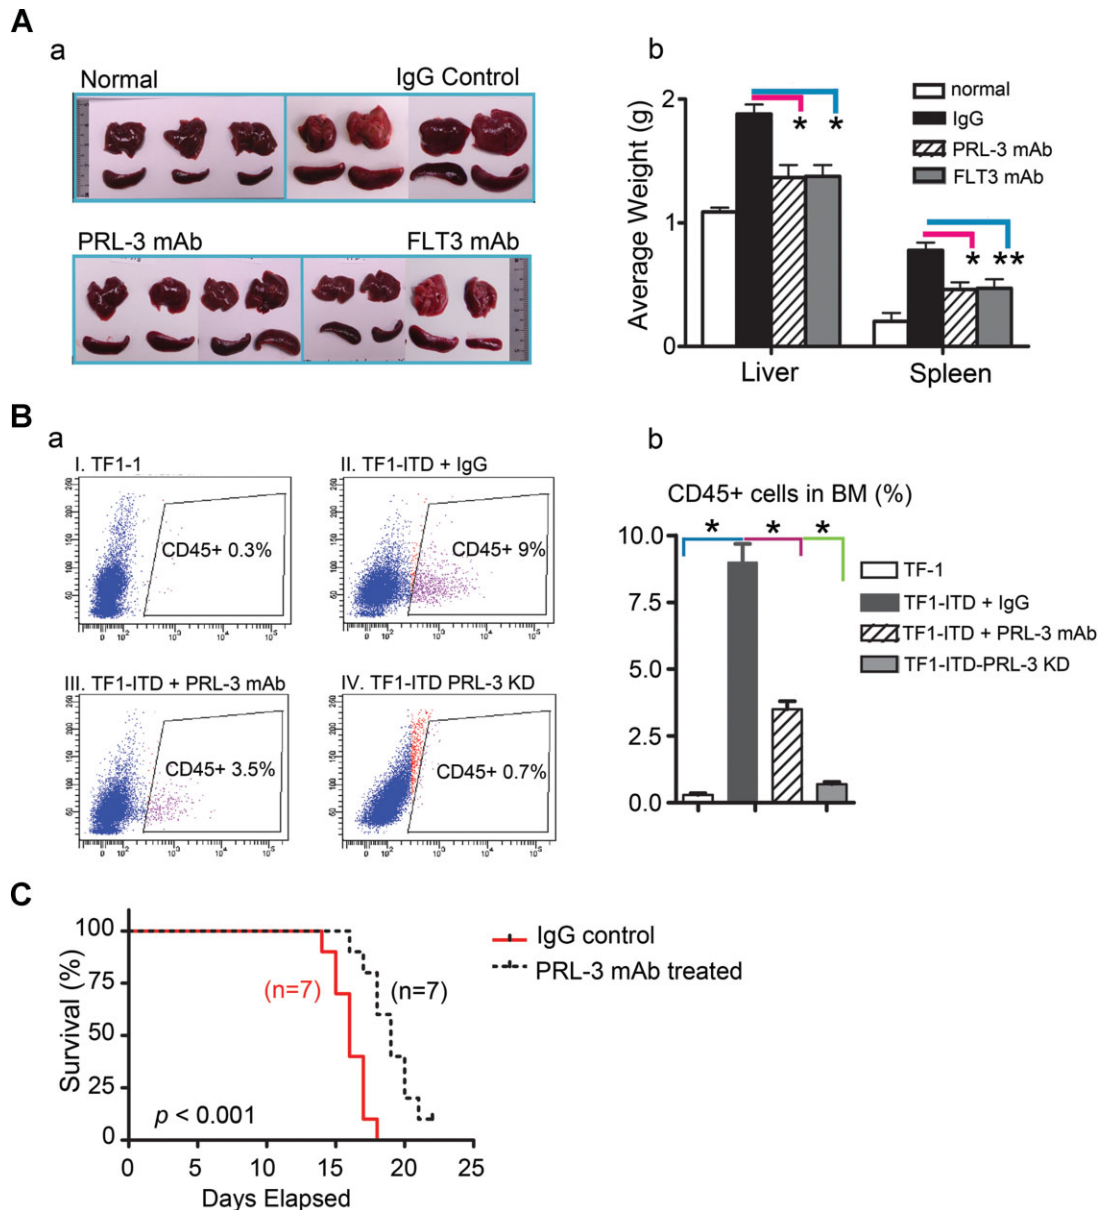 A
a
Normal
IgG Control
PRL-3 mAb
FLT3 mAb
b
Average Weight (g)
2
1
0
* *
* **
normal
IgG
PRL-3 mAb
FLT3 mAb
Liver
Spleen
B
a
I. TF1-1
CD45+ 0.3%
II. TF1-ITD + IgG
CD45+ 9%
III. TF1-ITD + PRL-3 mAb
CD45+ 3.5%
IV. TF1-ITD PRL-3 KD
CD45+ 0.7%
b
CD45+ cells in BM (%)
* * *
10.0
7.5
5.0
2.5
0.0
TF-1
TF1-ITD + IgG
TF1-ITD + PRL-3 mAb
TF1-ITD-PRL-3 KD
C
Survival (%)
100
75
50
25
0
(n=7)
(n=7)
p < 0.001
IgG control
PRL-3 mAb treated
0 5 10 15 20 25
Days Elapsed